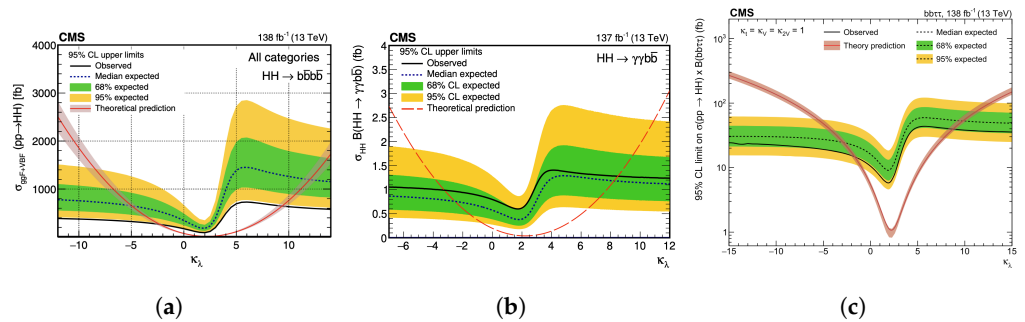 CMS 138 fb⁻¹ (13 TeV)
σ_ggF+VBF (pp→HH) [fb]
4000
3000
2000
1000
95% CL upper limits
Observed
Median expected
68% expected
95% expected
Theoretical prediction
All categories
HH → bb̅bb̅
−10 −5 0 5 10
κλ
(a)
CMS 137 fb⁻¹ (13 TeV)
σ_HH B(HH → γγbb̅) (fb)
4
3.5
3
2.5
2
1.5
1
0.5
0
95% CL upper limits
Observed
Median expected
68% CL expected
95% CL expected
Theoretical prediction
HH → γγbb̅
−6 −4 −2 0 2 4 6 8 10 12
κλ
(b)
CMS bbττ, 138 fb⁻¹ (13 TeV)
95% CL limit on σ(pp → HH) x B(bbττ) (fb)
10³
10²
10
1
κt = κV = κ2V = 1
Observed
Theory prediction
Median expected
68% expected
95% expected
−15 −10 −5 0 5 10 15
κλ
(c)